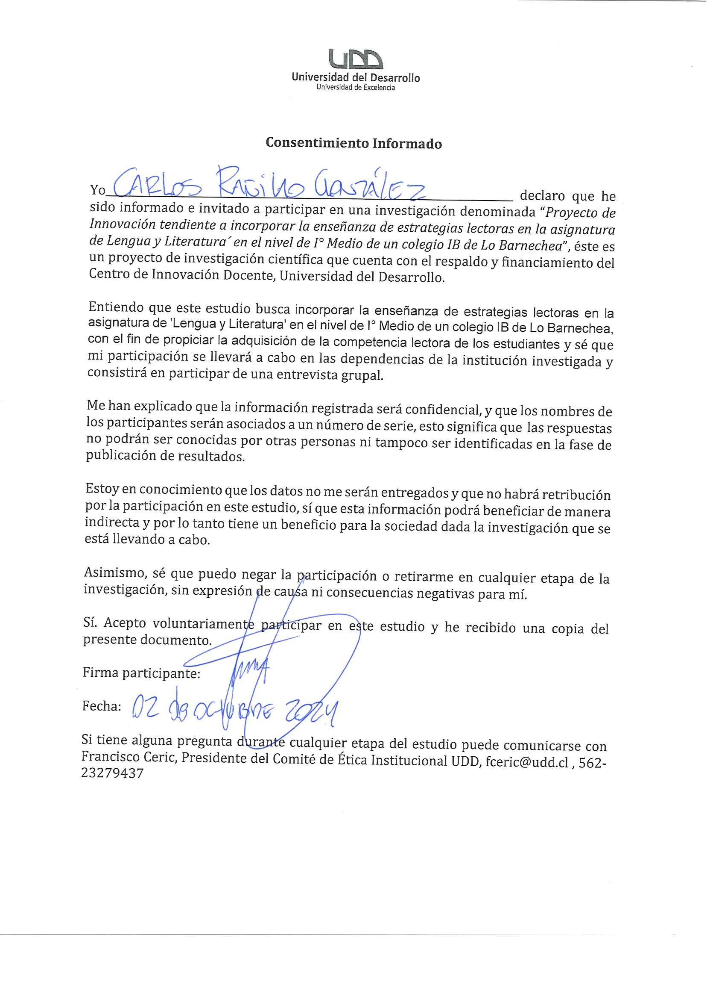 UDD
Universidad del Desarrollo
Universidad de Excelencia
Consentimiento Informado
Yo CARLOS GONZÁLEZ declaro que he
sido informado e invitado a participar en una investigación denominada “Proyecto de
Innovación tendiente a incorporar la enseñanza de estrategias lectoras en la asignatura
de Lengua y Literatura´ en el nivel de I° Medio de un colegio IB de Lo Barnechea”, éste es
un proyecto de investigación científica que cuenta con el respaldo y financiamiento del
Centro de Innovación Docente, Universidad del Desarrollo.
Entiendo que este estudio busca incorporar la enseñanza de estrategias lectoras en la
asignatura de 'Lengua y Literatura' en el nivel de I° Medio de un colegio IB de Lo Barnechea,
con el fin de propiciar la adquisición de la competencia lectora de los estudiantes y sé que
mi participación se llevará a cabo en las dependencias de la institución investigada y
consistirá en participar de una entrevista grupal.
Me han explicado que la información registrada será confidencial, y que los nombres de
los participantes serán asociados a un número de serie, esto significa que las respuestas
no podrán ser conocidas por otras personas ni tampoco ser identificadas en la fase de
publicación de resultados.
Estoy en conocimiento que los datos no me serán entregados y que no habrá retribución
por la participación en este estudio, sí que esta información podrá beneficiar de manera
indirecta y por lo tanto tiene un beneficio para la sociedad dada la investigación que se
está llevando a cabo.
Asimismo, sé que puedo negar la participación o retirarme en cualquier etapa de la
investigación, sin expresión de causa ni consecuencias negativas para mí.
Sí. Acepto voluntariamente participar en este estudio y he recibido una copia del
presente documento.
Firma participante:
Fecha: 02 de octubre 2024
Si tiene alguna pregunta durante cualquier etapa del estudio puede comunicarse con
Francisco Ceric, Presidente del Comité de Ética Institucional UDD, fceric@udd.cl , 562-
23279437